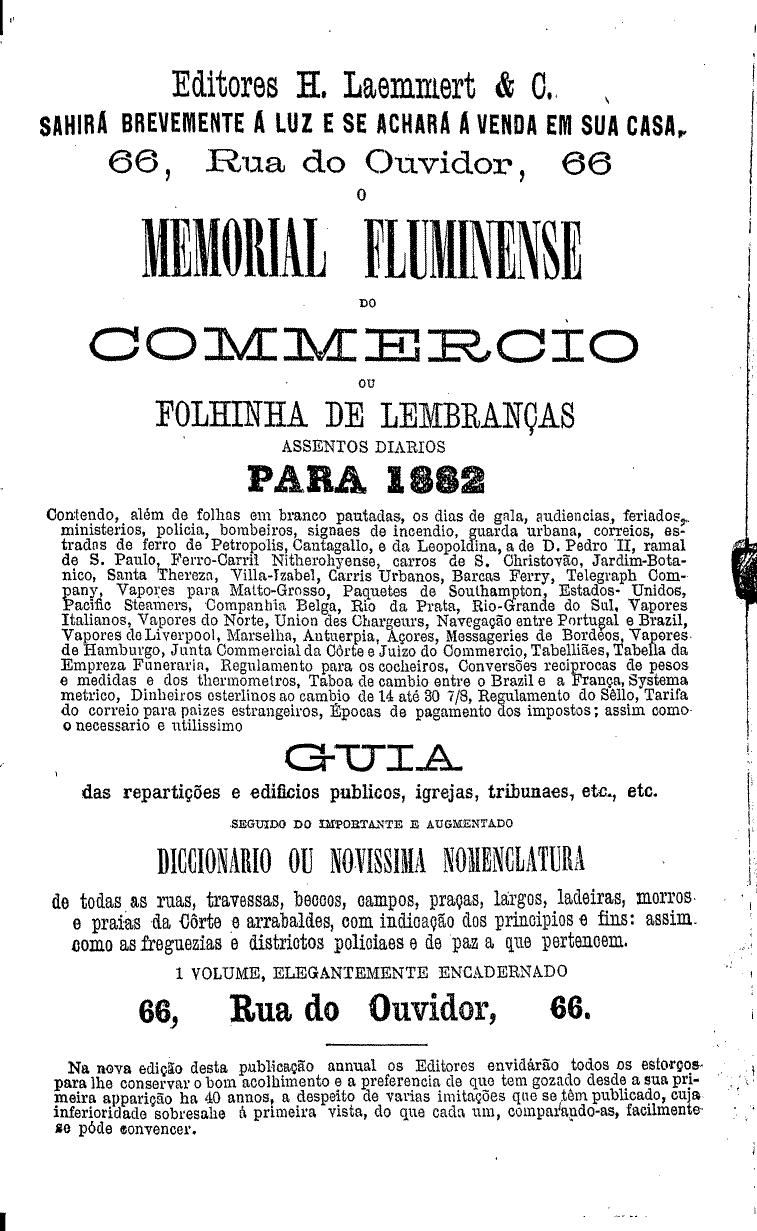 Editores H. Laemmert & C.
SAHIRÁ BREVEMENTE Á LUZ E SE ACHARÁ Á VENDA EM SUA CASA,
66, Rua do Ouvidor, 66
O
MEMORIAL FLUMINENSE
DO
COMMERCIO
OU
FOLHINHA DE LEMBRANÇAS
ASSENTOS DIARIOS
PARA 1882
Contendo, além de folhas em branco pautadas, os dias de gala, audiencias, feriados,
ministerios, policia, bombeiros, signaes de incendio, guarda urbana, correios, es-
tradas de ferro de Petropolis, Cantagallo, e da Leopoldina, a de D. Pedro II, ramal
de S. Paulo, Ferro-Carril Nitherohyense, carros de S. Christovão, Jardim-Bota-
nico, Santa Thereza, Villa-Izabel, Carris Urbanos, Barcas Ferry, Telegraph Com-
pany, Vapores para Matto-Grosso, Paquetes de Southampton, Estados-Unidos,
Pacific Steamers, Companhia Belga, Rio da Prata, Rio-Grande do Sul, Vapores
Italianos, Vapores do Norte, Union des Chargeurs, Navegação entre Portugal e Brazil,
Vapores de Liverpool, Marselha, Antuerpia, Açores, Messageries de Bordéos, Vapores
de Hamburgo, Junta Commercial da Côrte e Juizo do Commercio, Tabelliães, Tabella da
Empreza Funeraria, Regulamento para os cocheiros, Conversões reciprocas de pesos
e medidas e dos thermometros, Taboa de cambio entre o Brazil e a França, Systema
metrico, Dinheiros esterlinos ao cambio de 14 até 30 7/8, Regulamento do Sêllo, Tarifa
do correio para paizes estrangeiros, Épocas de pagamento dos impostos; assim como
o necessario e utilissimo
GUIA
das repartições e edificios publicos, igrejas, tribunaes, etc., etc.
SEGUIDO DO IMPORTANTE E AUGMENTADO
DICCIONARIO OU NOVISSIMA NOMENCLATURA
de todas as ruas, travessas, beccos, campos, praças, largos, ladeiras, morros
e praias da Côrte e arrabaldes, com indicação dos principios e fins: assim
como as freguezias e districtos policiaes e de paz a que pertencem.
1 VOLUME, ELEGANTEMENTE ENCADERNADO
66, Rua do Ouvidor, 66.
Na nova edição desta publicação annual os Editores envidárão todos os esforços
para lhe conservar o bom acolhimento e a preferencia de que tem gozado desde a sua pri-
meira apparição ha 40 annos, a despeito de varias imitações que se têm publicado, cuja
inferioridade sobresahe á primeira vista, do que cada um, comparando-as, facilmente
se póde convencer.